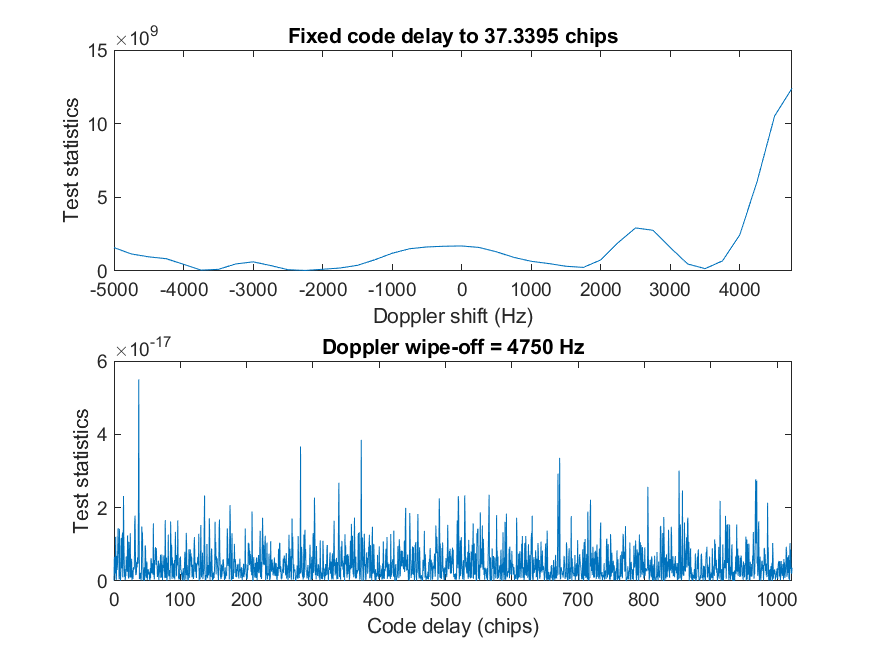 ×10^9
Fixed code delay to 37.3395 chips
15
10
5
0
Test statistics
-5000 -4000 -3000 -2000 -1000 0 1000 2000 3000 4000
Doppler shift (Hz)
×10^-17
Doppler wipe-off = 4750 Hz
6
4
2
0
Test statistics
0 100 200 300 400 500 600 700 800 900 1000
Code delay (chips)